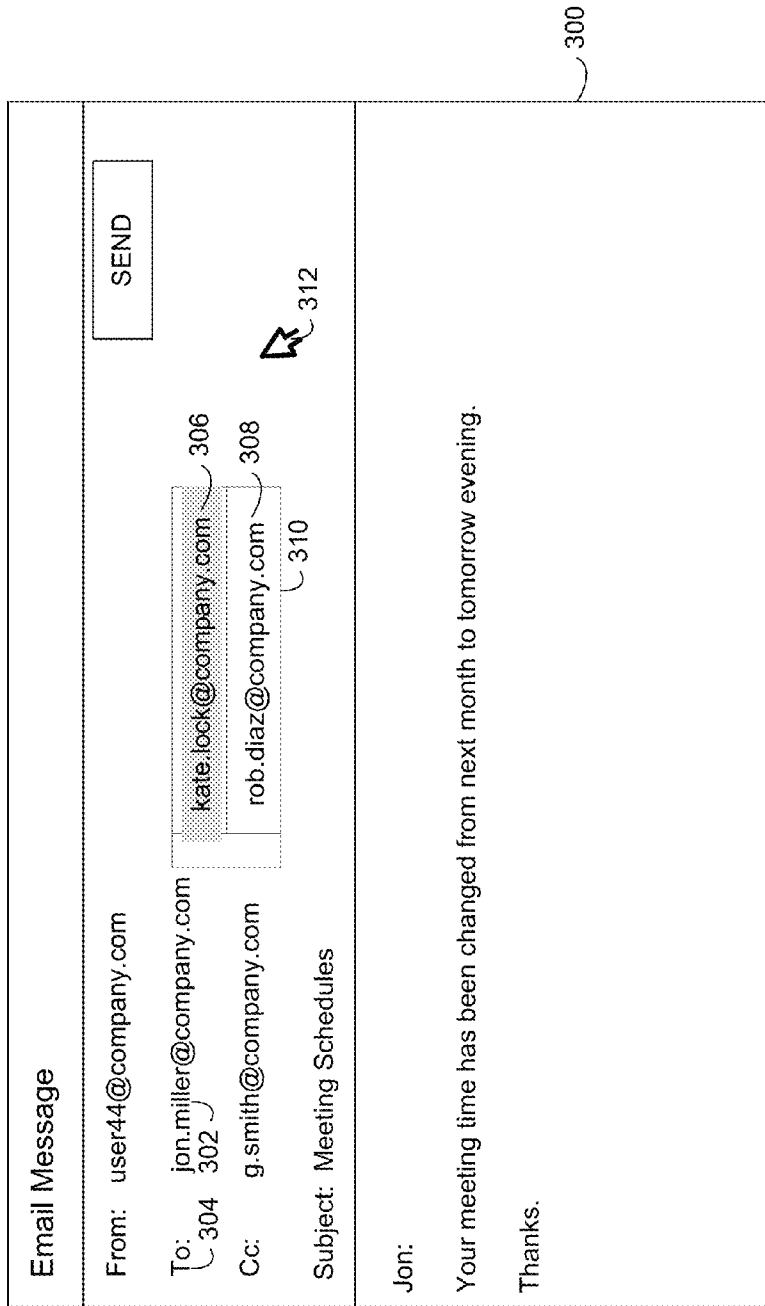 Email Message
SEND
From: user44@company.com
To: jon.miller@company.com
kate.lock@company.com
306
304
302
Cc: g.smith@company.com
rob.diaz@company.com
308
310
312
Subject: Meeting Schedules
Jon:
Your meeting time has been changed from next month to tomorrow evening.
Thanks.
300